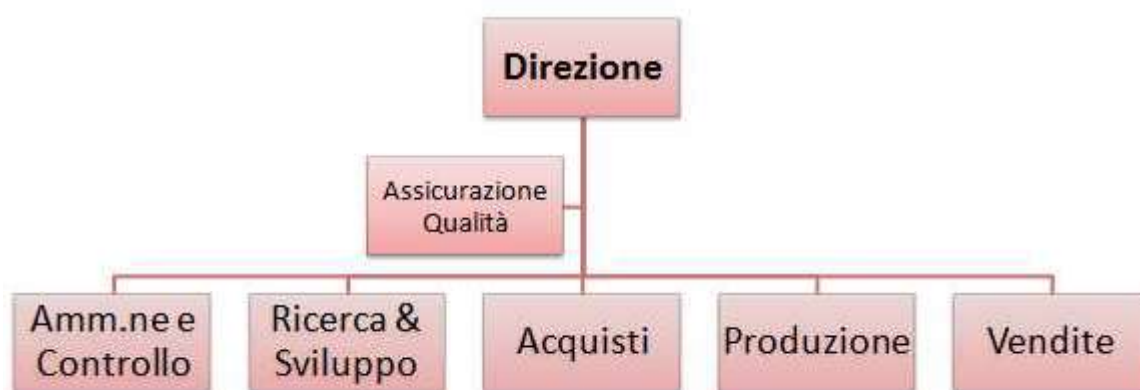 Direzione
Assicurazione
Qualità
Amm.ne e
Controllo
Ricerca &
Sviluppo
Acquisti
Produzione
Vendite